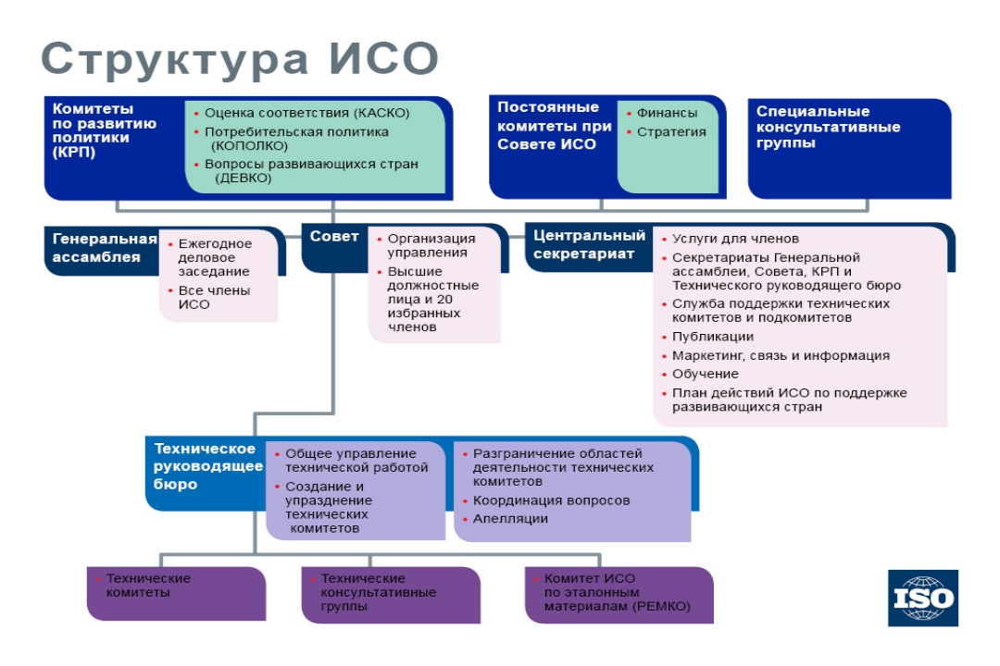 Структура ИСО
Комитеты
по развитию
политики
(КРП)
• Оценка соответствия (КАСКО)
• Потребительская политика
(КОПОЛКО)
• Вопросы развивающихся стран
(ДЕВКО)
Постоянные
комитеты при
Совете ИСО
• Финансы
• Стратегия
Специальные
консультативные
группы
Генеральная
ассамблея
• Ежегодное
деловое
заседание
• Все члены
ИСО
Совет
• Организация
управления
• Высшие
должностные
лица и 20
избранных
членов
Центральный
секретариат
• Услуги для членов
• Секретариаты Генеральной
ассамблеи, Совета, КРП и
Технического руководящего бюро
• Служба поддержки технических
комитетов и подкомитетов
• Публикации
• Маркетинг, связь и информация
• Обучение
• План действий ИСО по поддержке
развивающихся стран
Техническое
руководящее
бюро
• Общее управление
технической работой
• Создание и
упразднение
технических
комитетов
• Разграничение областей
деятельности технических
комитетов
• Координация вопросов
• Апелляции
• Технические
комитеты
• Технические
консультативные
группы
• Комитет ИСО
по эталонным
материалам (РЕМКО)
ISO